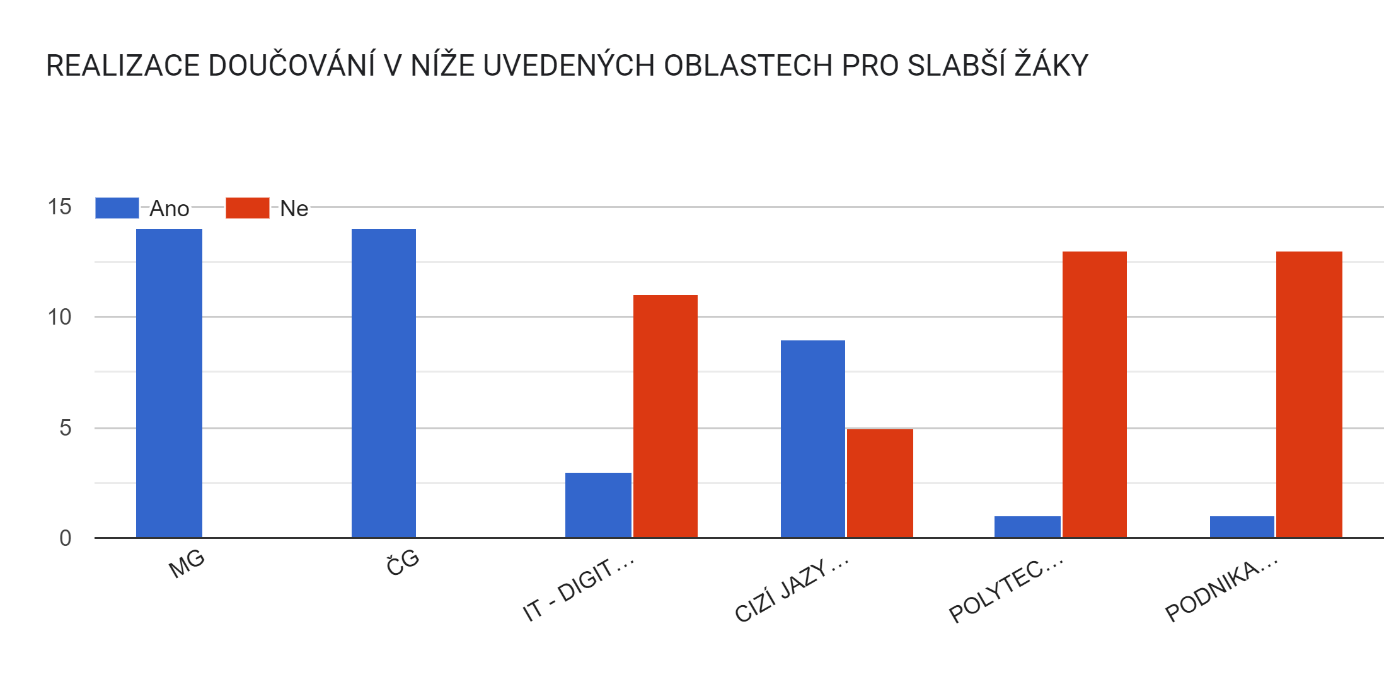 REALIZACE DOUČOVÁNÍ V NÍŽE UVEDENÝCH OBLASTECH PRO SLABŠÍ ŽÁKY
Ano
Ne
15
10
5
0
MG
ČG
IT - DIGIT…
CIZÍ JAZY…
POLYTEC…
PODNIKA…